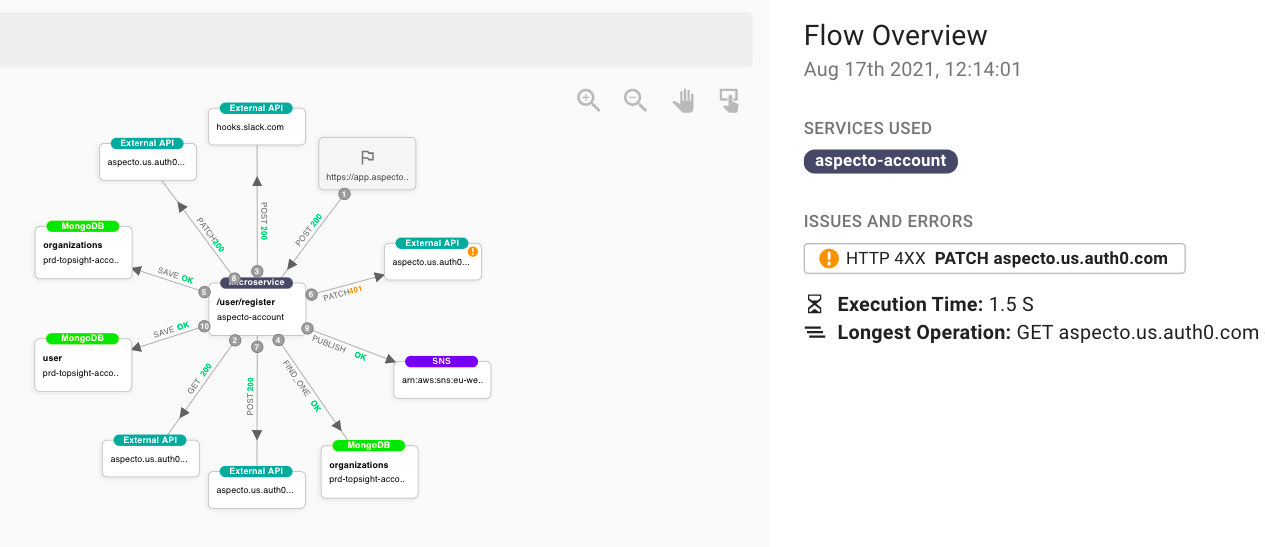 Flow Overview
Aug 17th 2021, 12:14:01
SERVICES USED
aspecto-account
ISSUES AND ERRORS
HTTP 4XX PATCH aspecto.us.auth0.com
Execution Time: 1.5 S
Longest Operation: GET aspecto.us.auth0.com
External API
hooks.slack.com
External API
aspecto.us.auth0...
https://app.aspecto..
1
PATCH 200
POST 200
POST 200
MongoDB
organizations
prd-topsight-acco..
External API
aspecto.us.auth0...
SAVE OK
8
3
Microservice
/user/register
aspecto-account
5
6
PATCH 401
10
9
SAVE OK
MongoDB
user
prd-topsight-acco..
2
7
4
PUBLISH OK
SNS
arn:aws:sns:eu-we..
GET 200
POST 200
FIND_ONE OK
External API
aspecto.us.auth0...
External API
aspecto.us.auth0...
MongoDB
organizations
prd-topsight-acco..